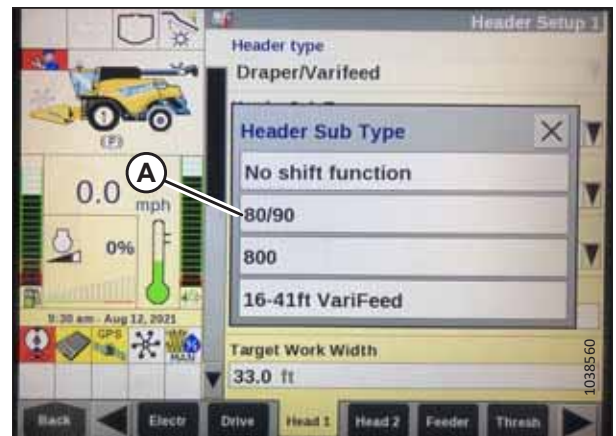 Header Setup 1
Header type
Draper/Varifeed
Header Sub Type
No shift function
80/90
800
16-41ft VariFeed
A
(F)
0.0 mph
0%
9:30 am - Aug 12, 2021
GPS
MAN
Target Work Width
33.0 ft
Back
Electr
Drive
Head 1
Head 2
Feeder
Thresh
1038560